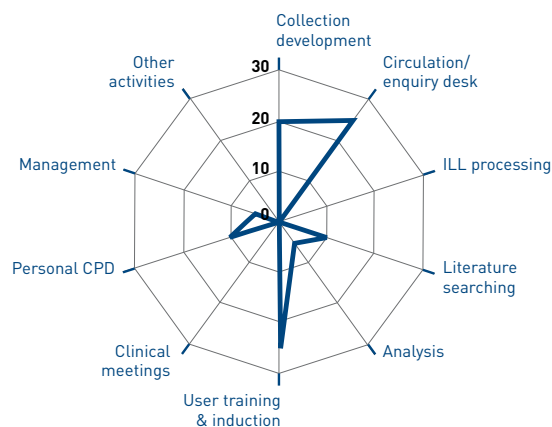 Collection
development
Circulation/
enquiry desk
ILL processing
Literature
searching
Analysis
User training
& induction
Clinical
meetings
Personal CPD
Management
Other
activities
30
20
10
0